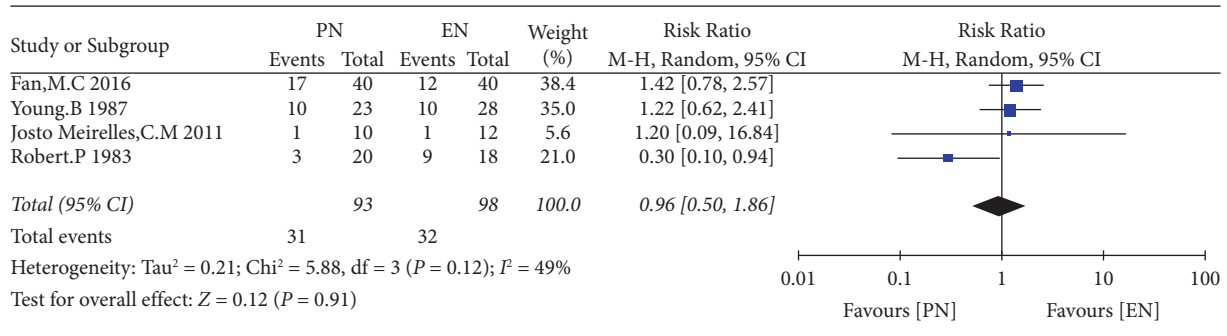 PN EN Weight Risk Ratio Risk Ratio
Study or Subgroup
Events Total Events Total (%) M-H, Random, 95% CI M-H, Random, 95% CI
Fan,M.C 2016 17 40 12 40 38.4 1.42 [0.78, 2.57]
Young.B 1987 10 23 10 28 35.0 1.22 [0.62, 2.41]
Josto Meirelles,C.M 2011 1 10 1 12 5.6 1.20 [0.09, 16.84]
Robert.P 1983 3 20 9 18 21.0 0.30 [0.10, 0.94]
Total (95% CI) 93 98 100.0 0.96 [0.50, 1.86]
Total events 31 32
Heterogeneity: Tau² = 0.21; Chi² = 5.88, df = 3 (P = 0.12); I² = 49%
0.01 0.1 1 10 100
Test for overall effect: Z = 0.12 (P = 0.91)
Favours [PN] Favours [EN]